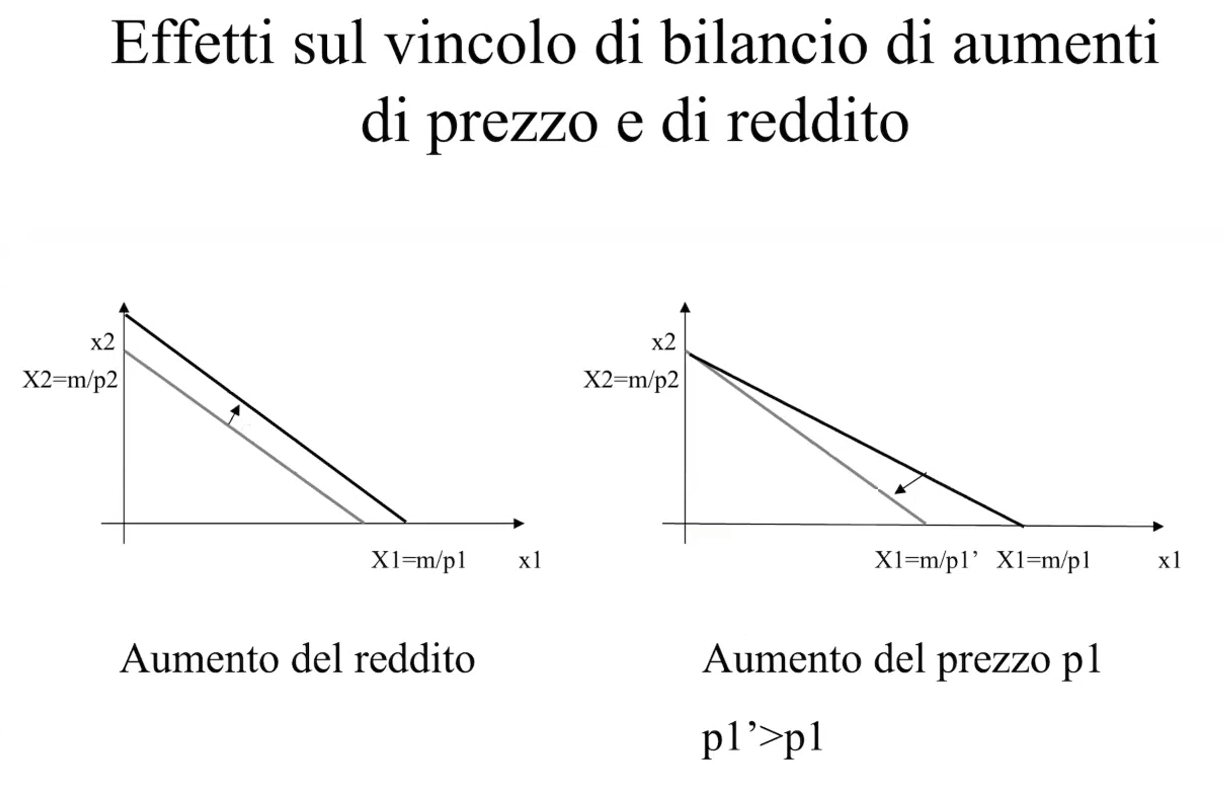 Effetti sul vincolo di bilancio di aumenti
di prezzo e di reddito
x2
X2=m/p2
X1=m/p1
x1
Aumento del reddito
x2
X2=m/p2
X1=m/p1’
X1=m/p1
x1
Aumento del prezzo p1
p1’>p1